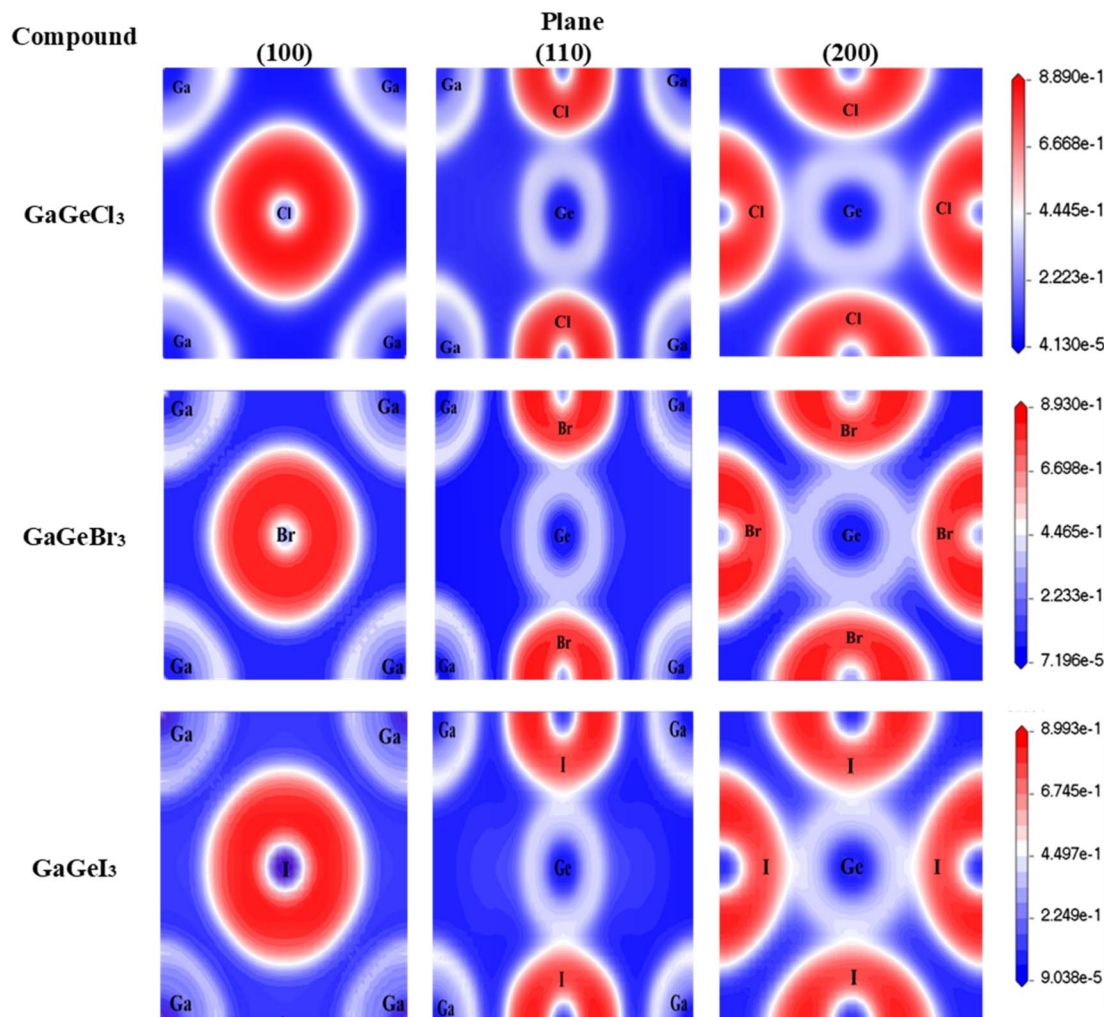 Plane
Compound
(100) (110) (200)
Ga Ga Ga Cl Ga Cl
Cl Ge Cl Ge Cl
Ga Ga Ga Cl Ga Cl
GaGeCl₃
8.890e-1
6.668e-1
4.445e-1
2.223e-1
4.130e-5
Ga Ga Ga Br Ga Br
Br Ge Br Ge Br
Ga Ga Ga Br Ga Br
GaGeBr₃
8.930e-1
6.698e-1
4.465e-1
2.233e-1
7.196e-5
Ga Ga Ga I Ga I
I Ge I Ge I
Ga Ga Ga I Ga I
GaGeI₃
8.993e-1
6.745e-1
4.497e-1
2.249e-1
9.038e-5